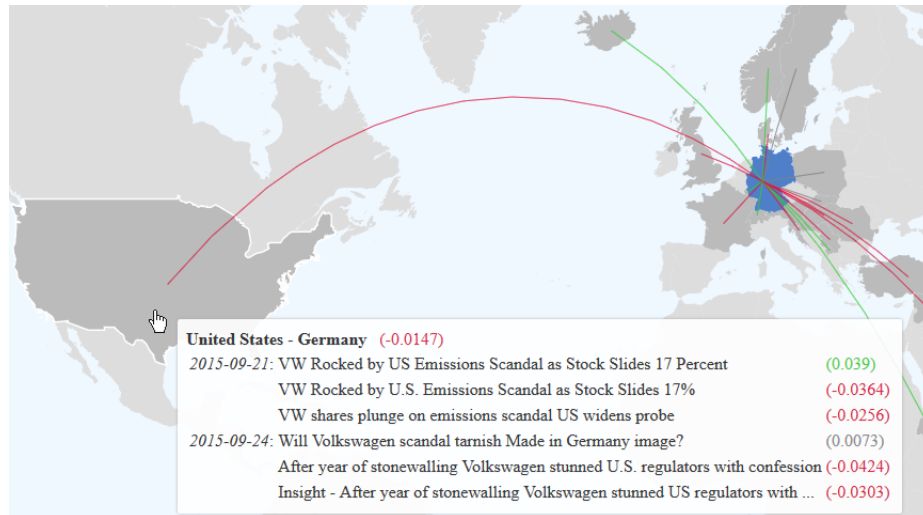 United States - Germany (-0.0147)
2015-09-21: VW Rocked by US Emissions Scandal as Stock Slides 17 Percent (0.039)
VW Rocked by U.S. Emissions Scandal as Stock Slides 17% (-0.0364)
VW shares plunge on emissions scandal US widens probe (-0.0256)
2015-09-24: Will Volkswagen scandal tarnish Made in Germany image? (0.0073)
After year of stonewalling Volkswagen stunned U.S. regulators with confession (-0.0424)
Insight - After year of stonewalling Volkswagen stunned US regulators with ... (-0.0303)